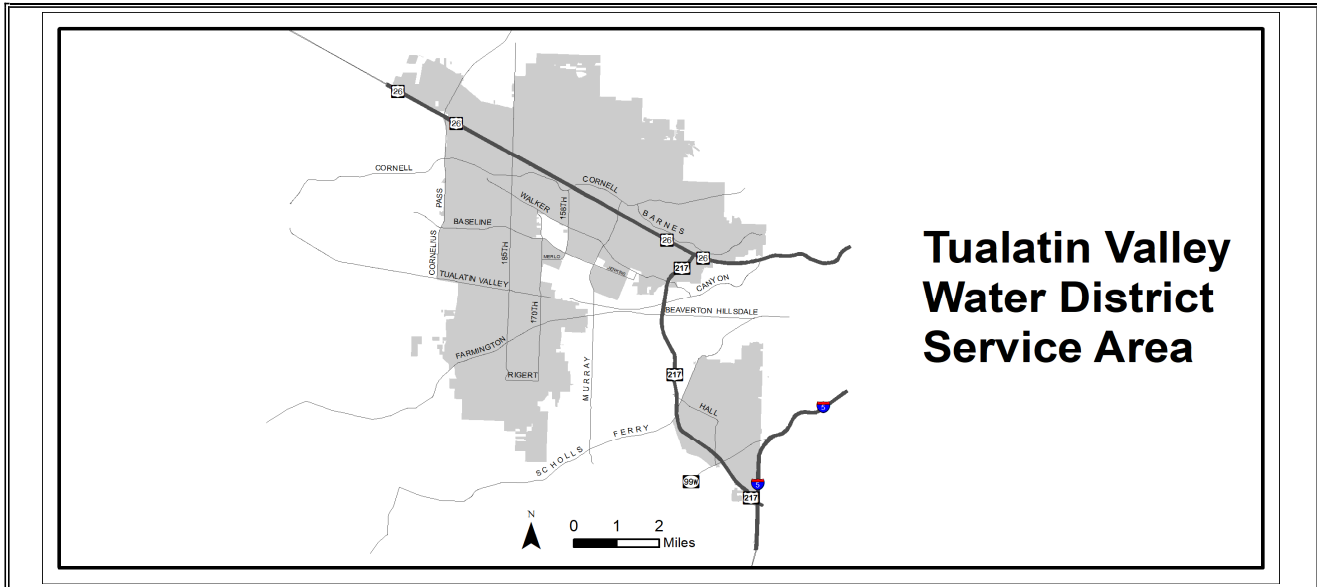 26
26
CORNELL
CORNELL
PASS
WALKER
158TH
BARNES
BASELINE
185TH
26
26
CORNELIUS
MERLO
JENKINS
217
TUALATIN VALLEY
CANYON
170TH
BEAVERTON HILLSDALE
FARMINGTON
MURRAY
RIGERT
217
HALL
5
SCHOLLS FERRY
99W
5
217
N
0 1 2
Miles
Tualatin Valley
Water District
Service Area